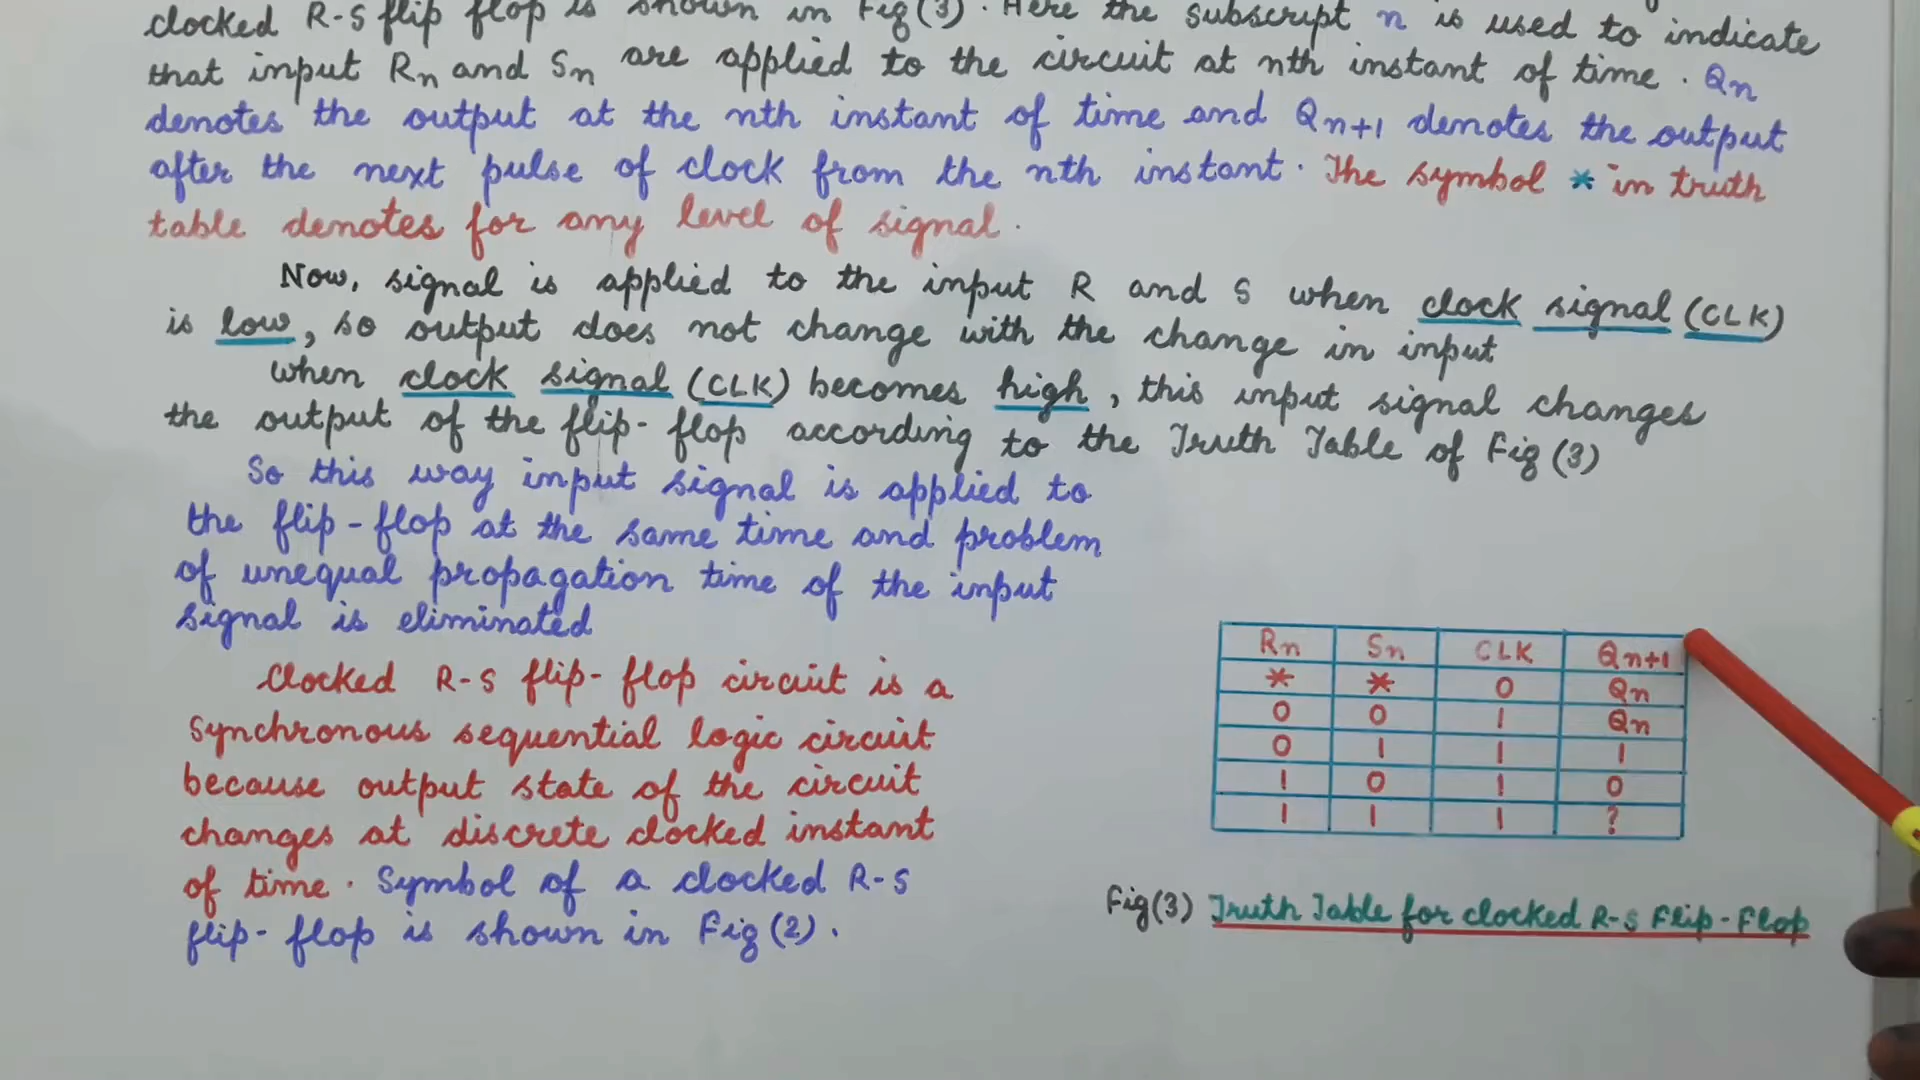 clocked R-S flip flop is shown in Fig(3). Here the subscript n is used to indicate
that input Rn and Sn are applied to the circuit at nth instant of time. Qn
denotes the output at the nth instant of time and Qn+1 denotes the output
after the next pulse of clock from the nth instant. The symbol * in truth
table denotes for any level of signal.
Now, signal is applied to the input R and S when clock signal (CLK)
is low, so output does not change with the change in input
when clock signal (CLK) becomes high, this input signal changes
the output of the flip-flop according to the Truth Table of Fig (3)
So this way input signal is applied to
the flip-flop at the same time and problem
of unequal propagation time of the input
signal is eliminated
Clocked R-S flip-flop circuit is a
synchronous sequential logic circuit
because output state of the circuit
changes at discrete clocked instant
of time. Symbol of a clocked R-S
flip-flop is shown in Fig (2).
Rn Sn CLK Qn+1
* * 0 Qn
0 0 1 Qn
0 1 1 1
1 0 1 0
1 1 1 ?
Fig(3) Truth Table for clocked R-S Flip-Flop